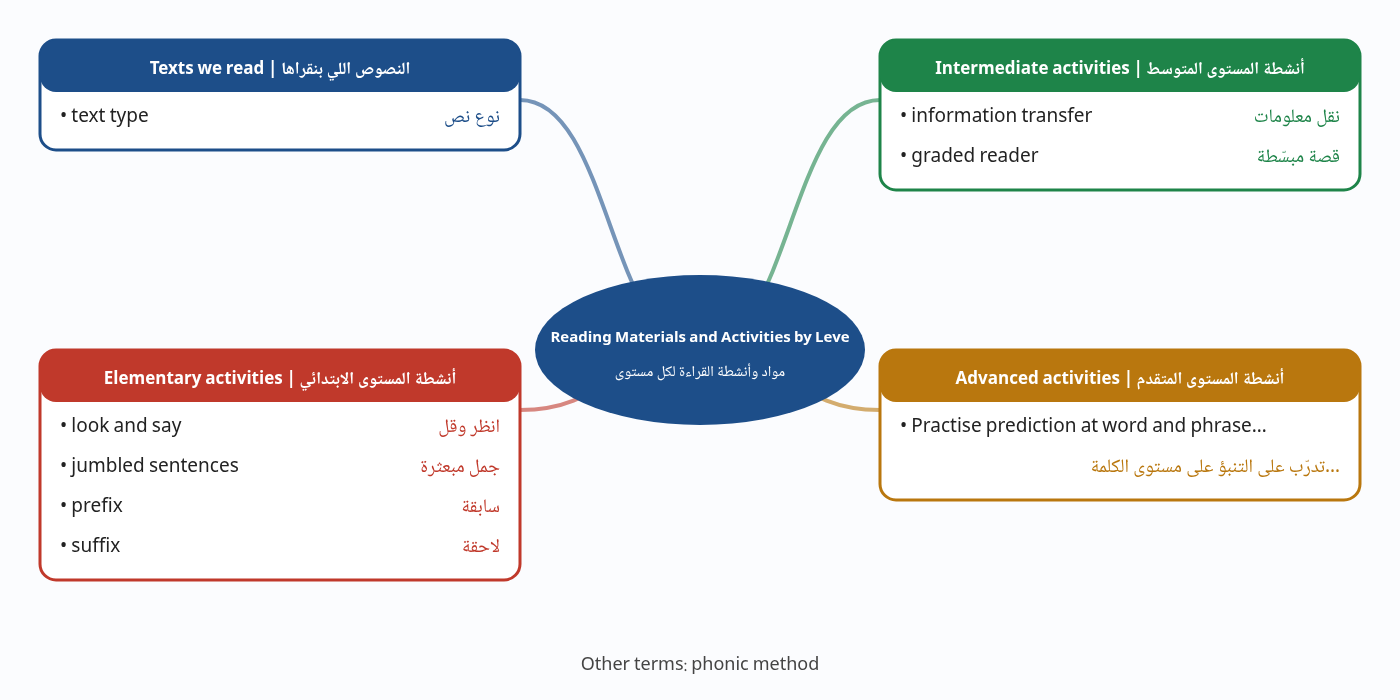 Texts we read | النصوص اللي بنقراها
• text type نوع نص
Intermediate activities | أنشطة المستوى المتوسط
• information transfer نقل معلومات
• graded reader قصة مبسّطة
Reading Materials and Activities by Leve
مواد وأنشطة القراءة لكل مستوى
Elementary activities | أنشطة المستوى الابتدائي
• look and say انظر وقل
• jumbled sentences جمل مبعثرة
• prefix سابقة
• suffix لاحقة
Advanced activities | أنشطة المستوى المتقدم
• Practise prediction at word and phrase...
تدرّب على التنبؤ على مستوى الكلمة...
Other terms: phonic method